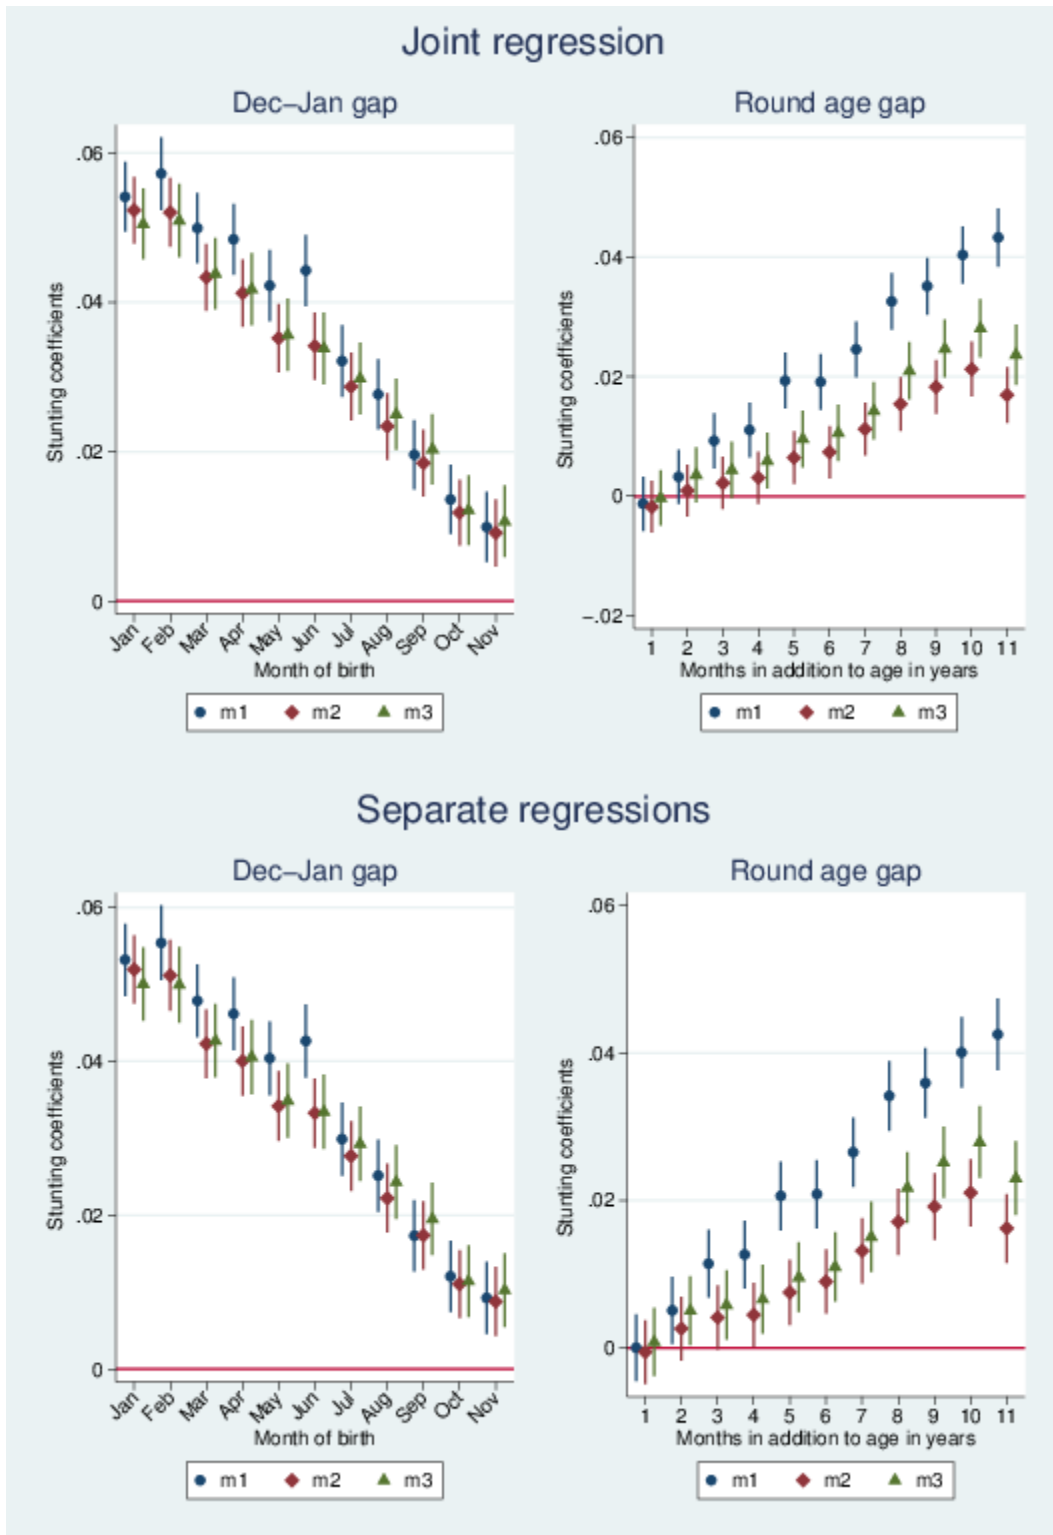 Joint regression
Dec–Jan gap
Round age gap
.06
.04
.02
0
Stunting coefficients
Jan Feb Mar Apr May Jun Jul Aug Sep Oct Nov
Month of birth
m1 m2 m3
.06
.04
.02
0
–.02
Stunting coefficients
1 2 3 4 5 6 7 8 9 10 11
Months in addition to age in years
m1 m2 m3
Separate regressions
Dec–Jan gap
Round age gap
.06
.04
.02
0
Stunting coefficients
Jan Feb Mar Apr May Jun Jul Aug Sep Oct Nov
Month of birth
m1 m2 m3
.06
.04
.02
0
Stunting coefficients
1 2 3 4 5 6 7 8 9 10 11
Months in addition to age in years
m1 m2 m3